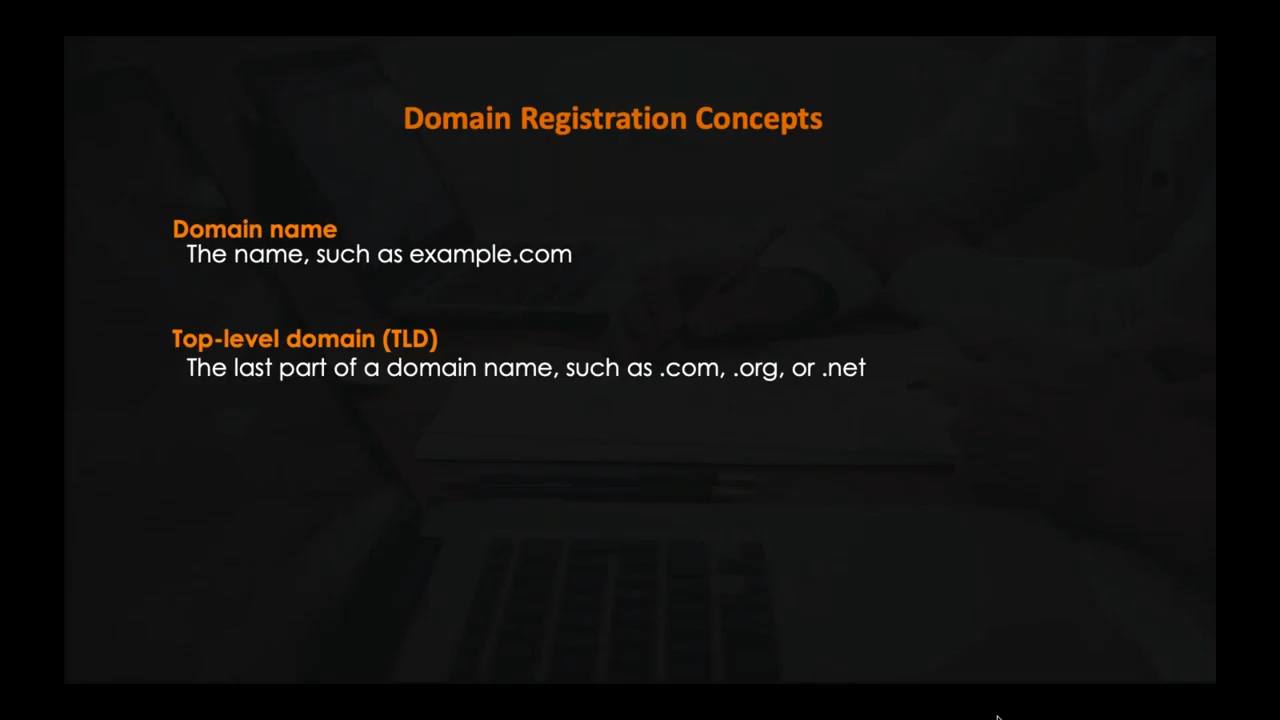 Domain Registration Concepts
Domain name
The name, such as example.com
Top-level domain (TLD)
The last part of a domain name, such as .com, .org, or .net